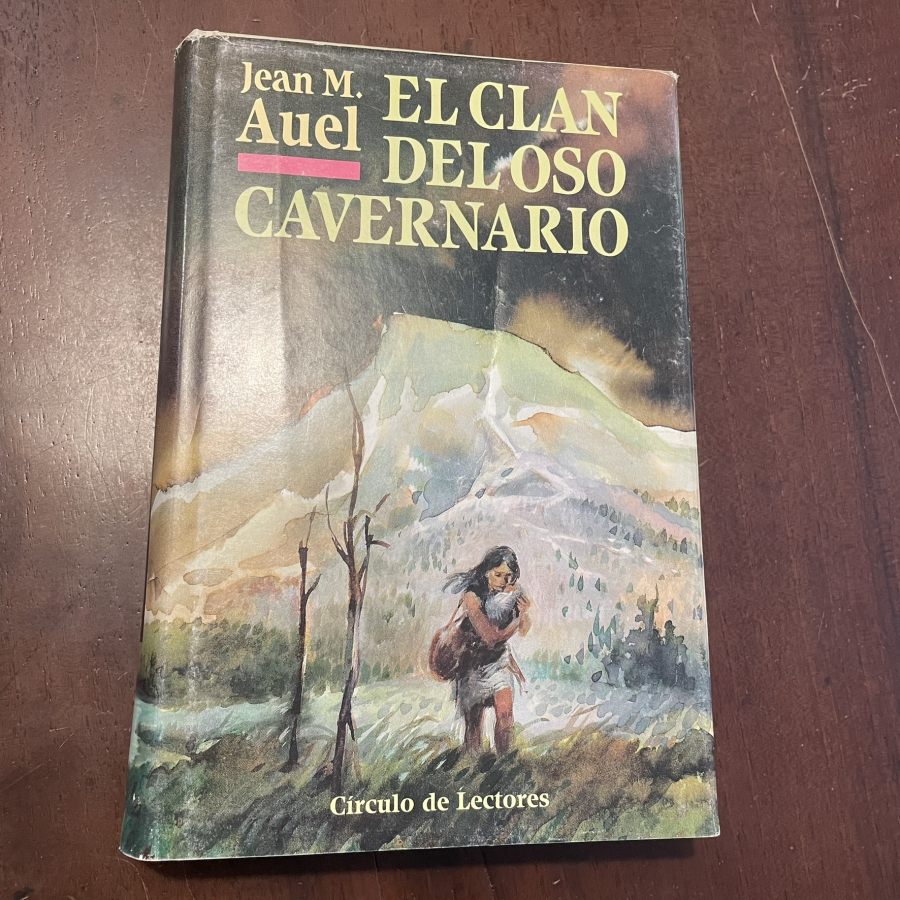 Jean M.
Auel
EL CLAN
DEL OSO
CAVERNARIO
Círculo de Lectores